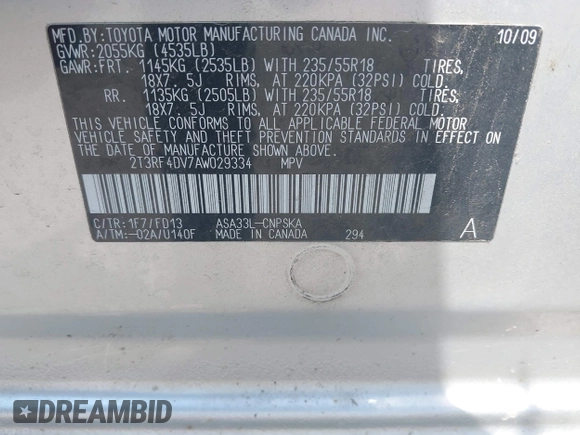 MFD.BY:TOYOTA MOTOR MANUFACTURING CANADA INC. 10/09
GVWR:2055KG (4535LB)
GAWR:FRT. 1145KG (2535LB) WITH 235/55R18 TIRES,
18X7.5J RIMS, AT 220KPA (32PSI) COLD.
RR. 1135KG (2505LB) WITH 235/55R18 TIRES,
18X7.5J RIMS, AT 220KPA (32PSI) COLD.
THIS VEHICLE CONFORMS TO ALL APPLICABLE FEDERAL MOTOR
VEHICLE SAFETY AND THEFT PREVENTION STANDARDS IN EFFECT ON
THE DATE OF MANUFACTURE SHOWN ABOVE.
2T3RF4DV7AW029334 MPV
C/TR:1F7/FD13 ASA33L-CNPSKA
A/TM:-02A/U140F MADE IN CANADA 294 A
DREAMBID